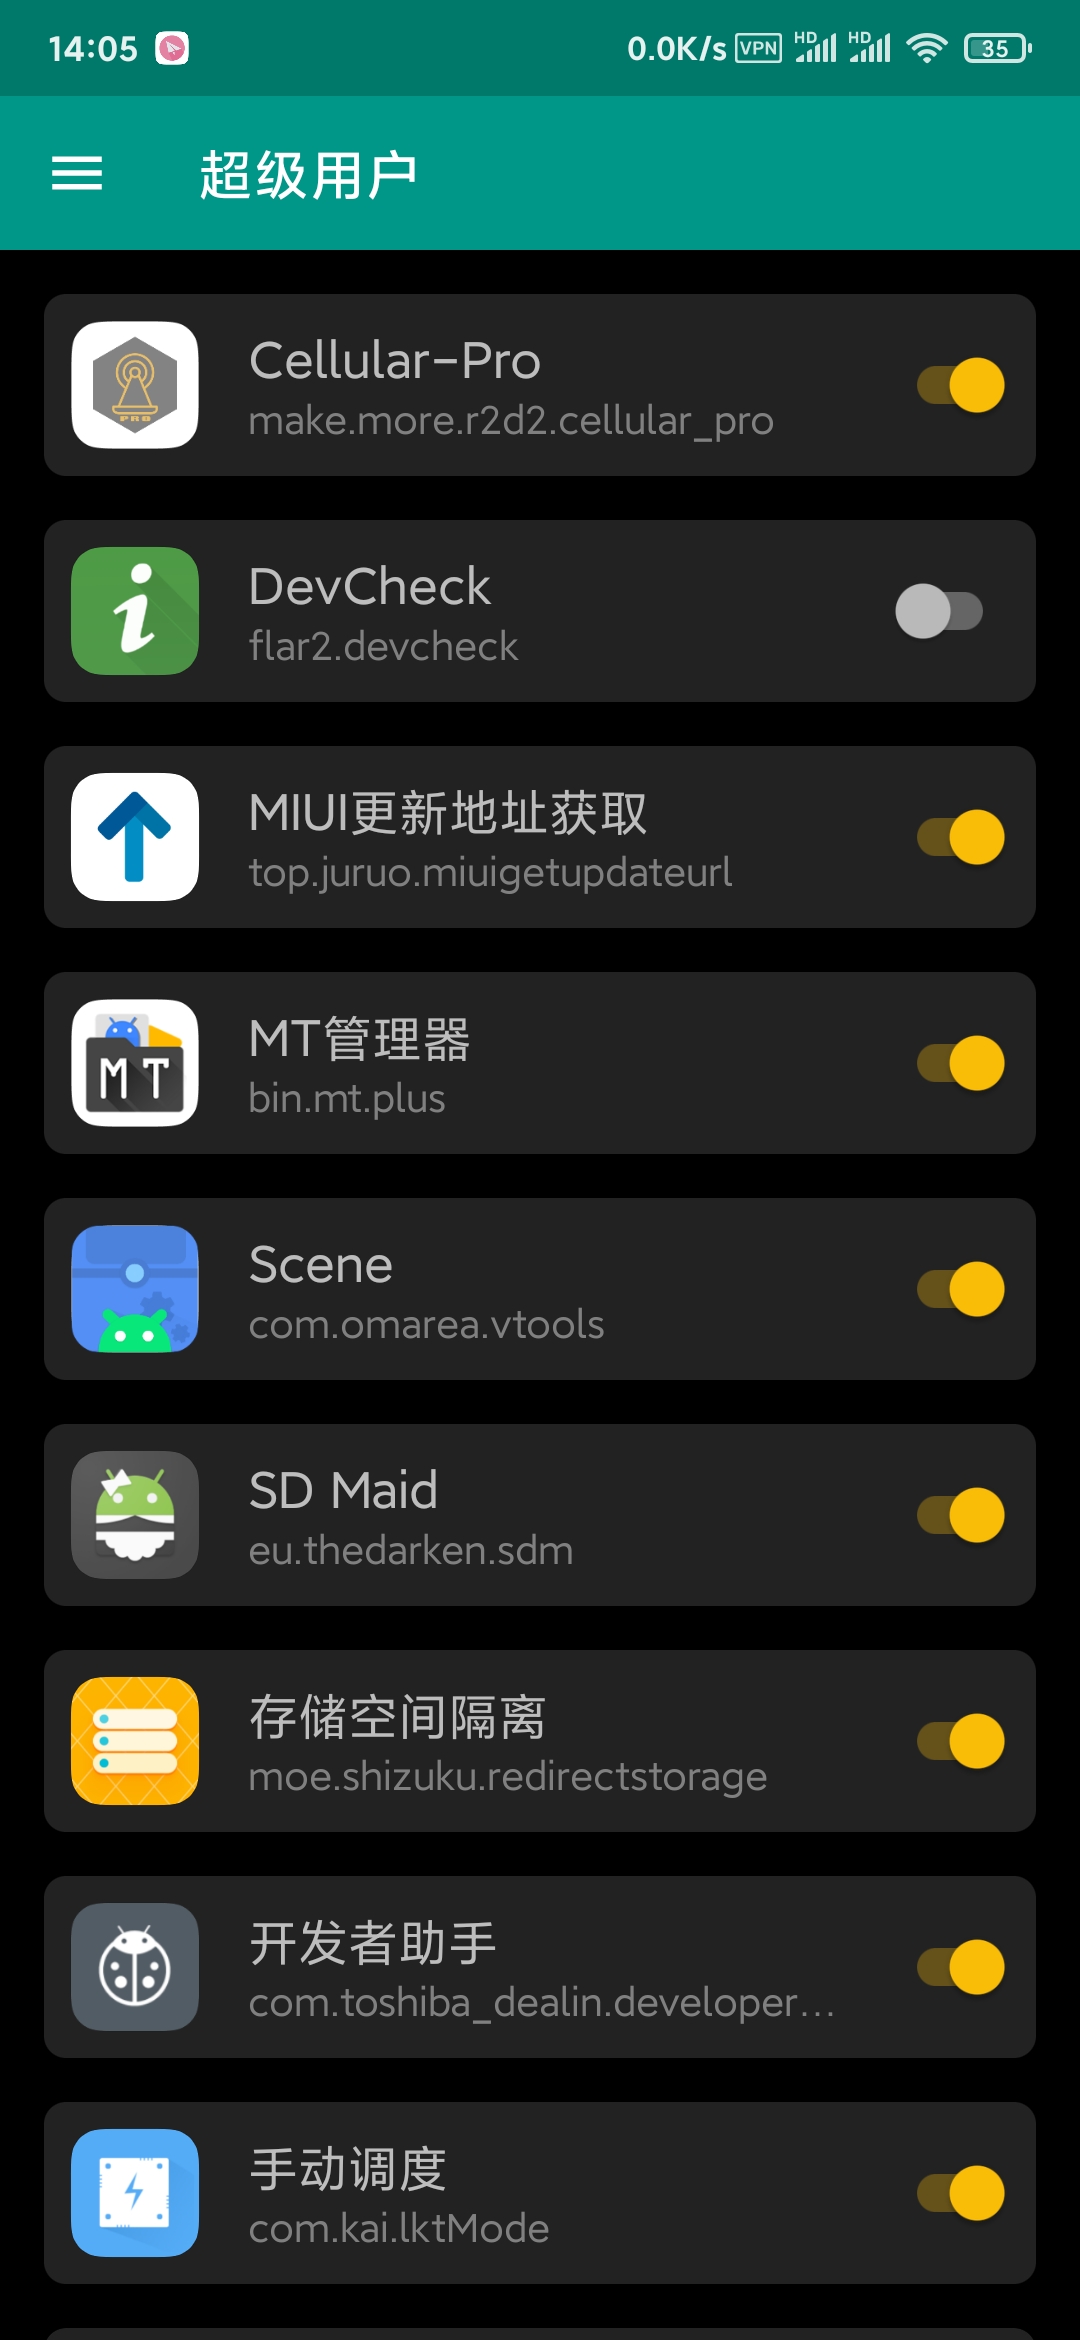 14:05 0.0K/s VPN HD HD 35
超级用户
Cellular-Pro
make.more.r2d2.cellular_pro
PRO
DevCheck
flar2.devcheck
MIUI更新地址获取
top.juruo.miuigetupdateurl
MT管理器
bin.mt.plus
MT
Scene
com.omarea.vtools
SD Maid
eu.thedarken.sdm
存储空间隔离
moe.shizuku.redirectstorage
开发者助手
com.toshiba_dealin.developer...
手动调度
com.kai.lktMode